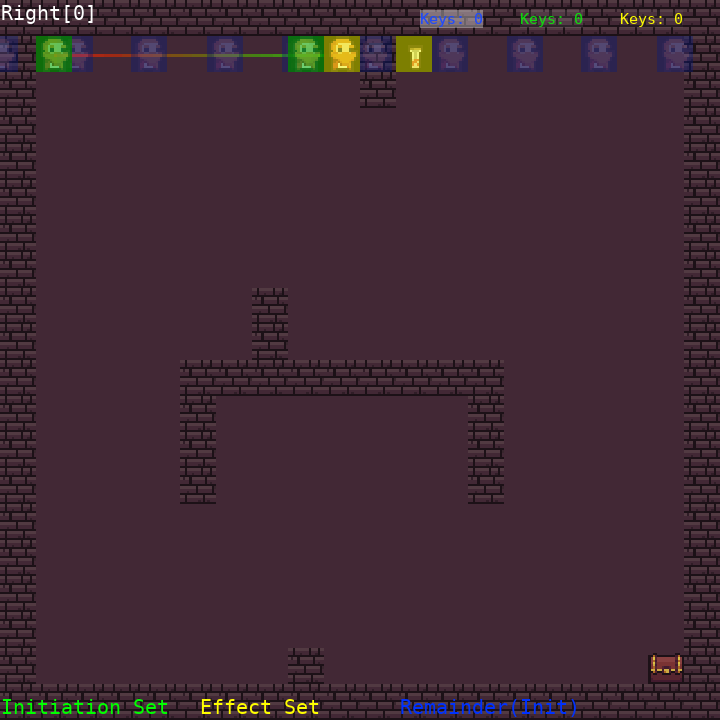 Right[0]
Keys: 0 Keys: 0 Keys: 0
Initiation Set Effect Set Remainder(Init)